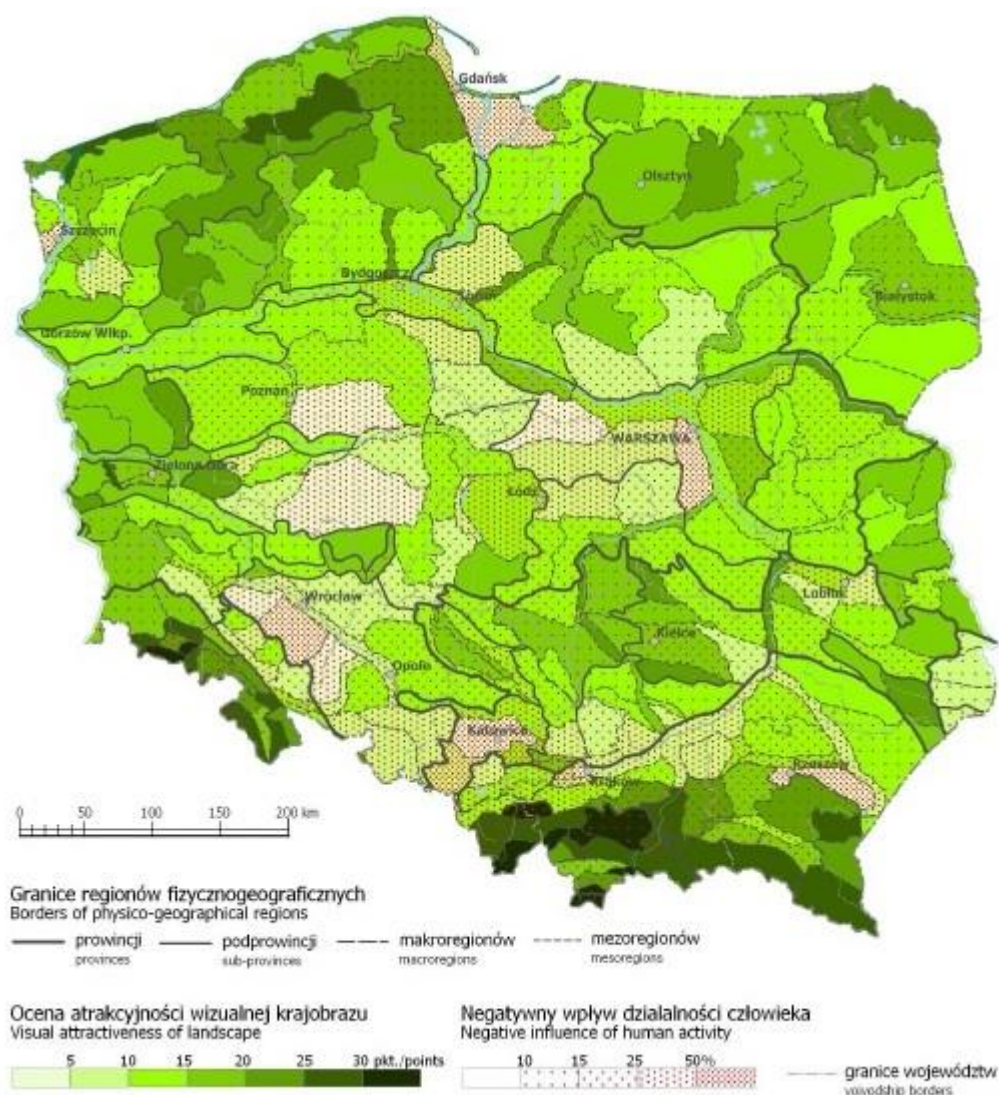 Gdańsk
Olsztyn
Szczecin
Bydgoszcz
Toruń
Białystok
Gorzów Wlkp.
Poznań
WARSZAWA
Zielona Góra
Łódź
Wrocław
Lublin
Kielce
Opole
Katowice
Rzeszów
Kraków
0 50 100 150 200 km
Granice regionów fizycznogeograficznych
Borders of physico-geographical regions
prowincji podprowincji makroregionów mezoregionów
provinces sub-provinces macroregions mesoregions
Ocena atrakcyjności wizualnej krajobrazu
Visual attractiveness of landscape
5 10 15 20 25 30 pkt./points
Negatywny wpływ działalności człowieka
Negative influence of human activity
10 15 25 50%
granice województw
vojvodship borders